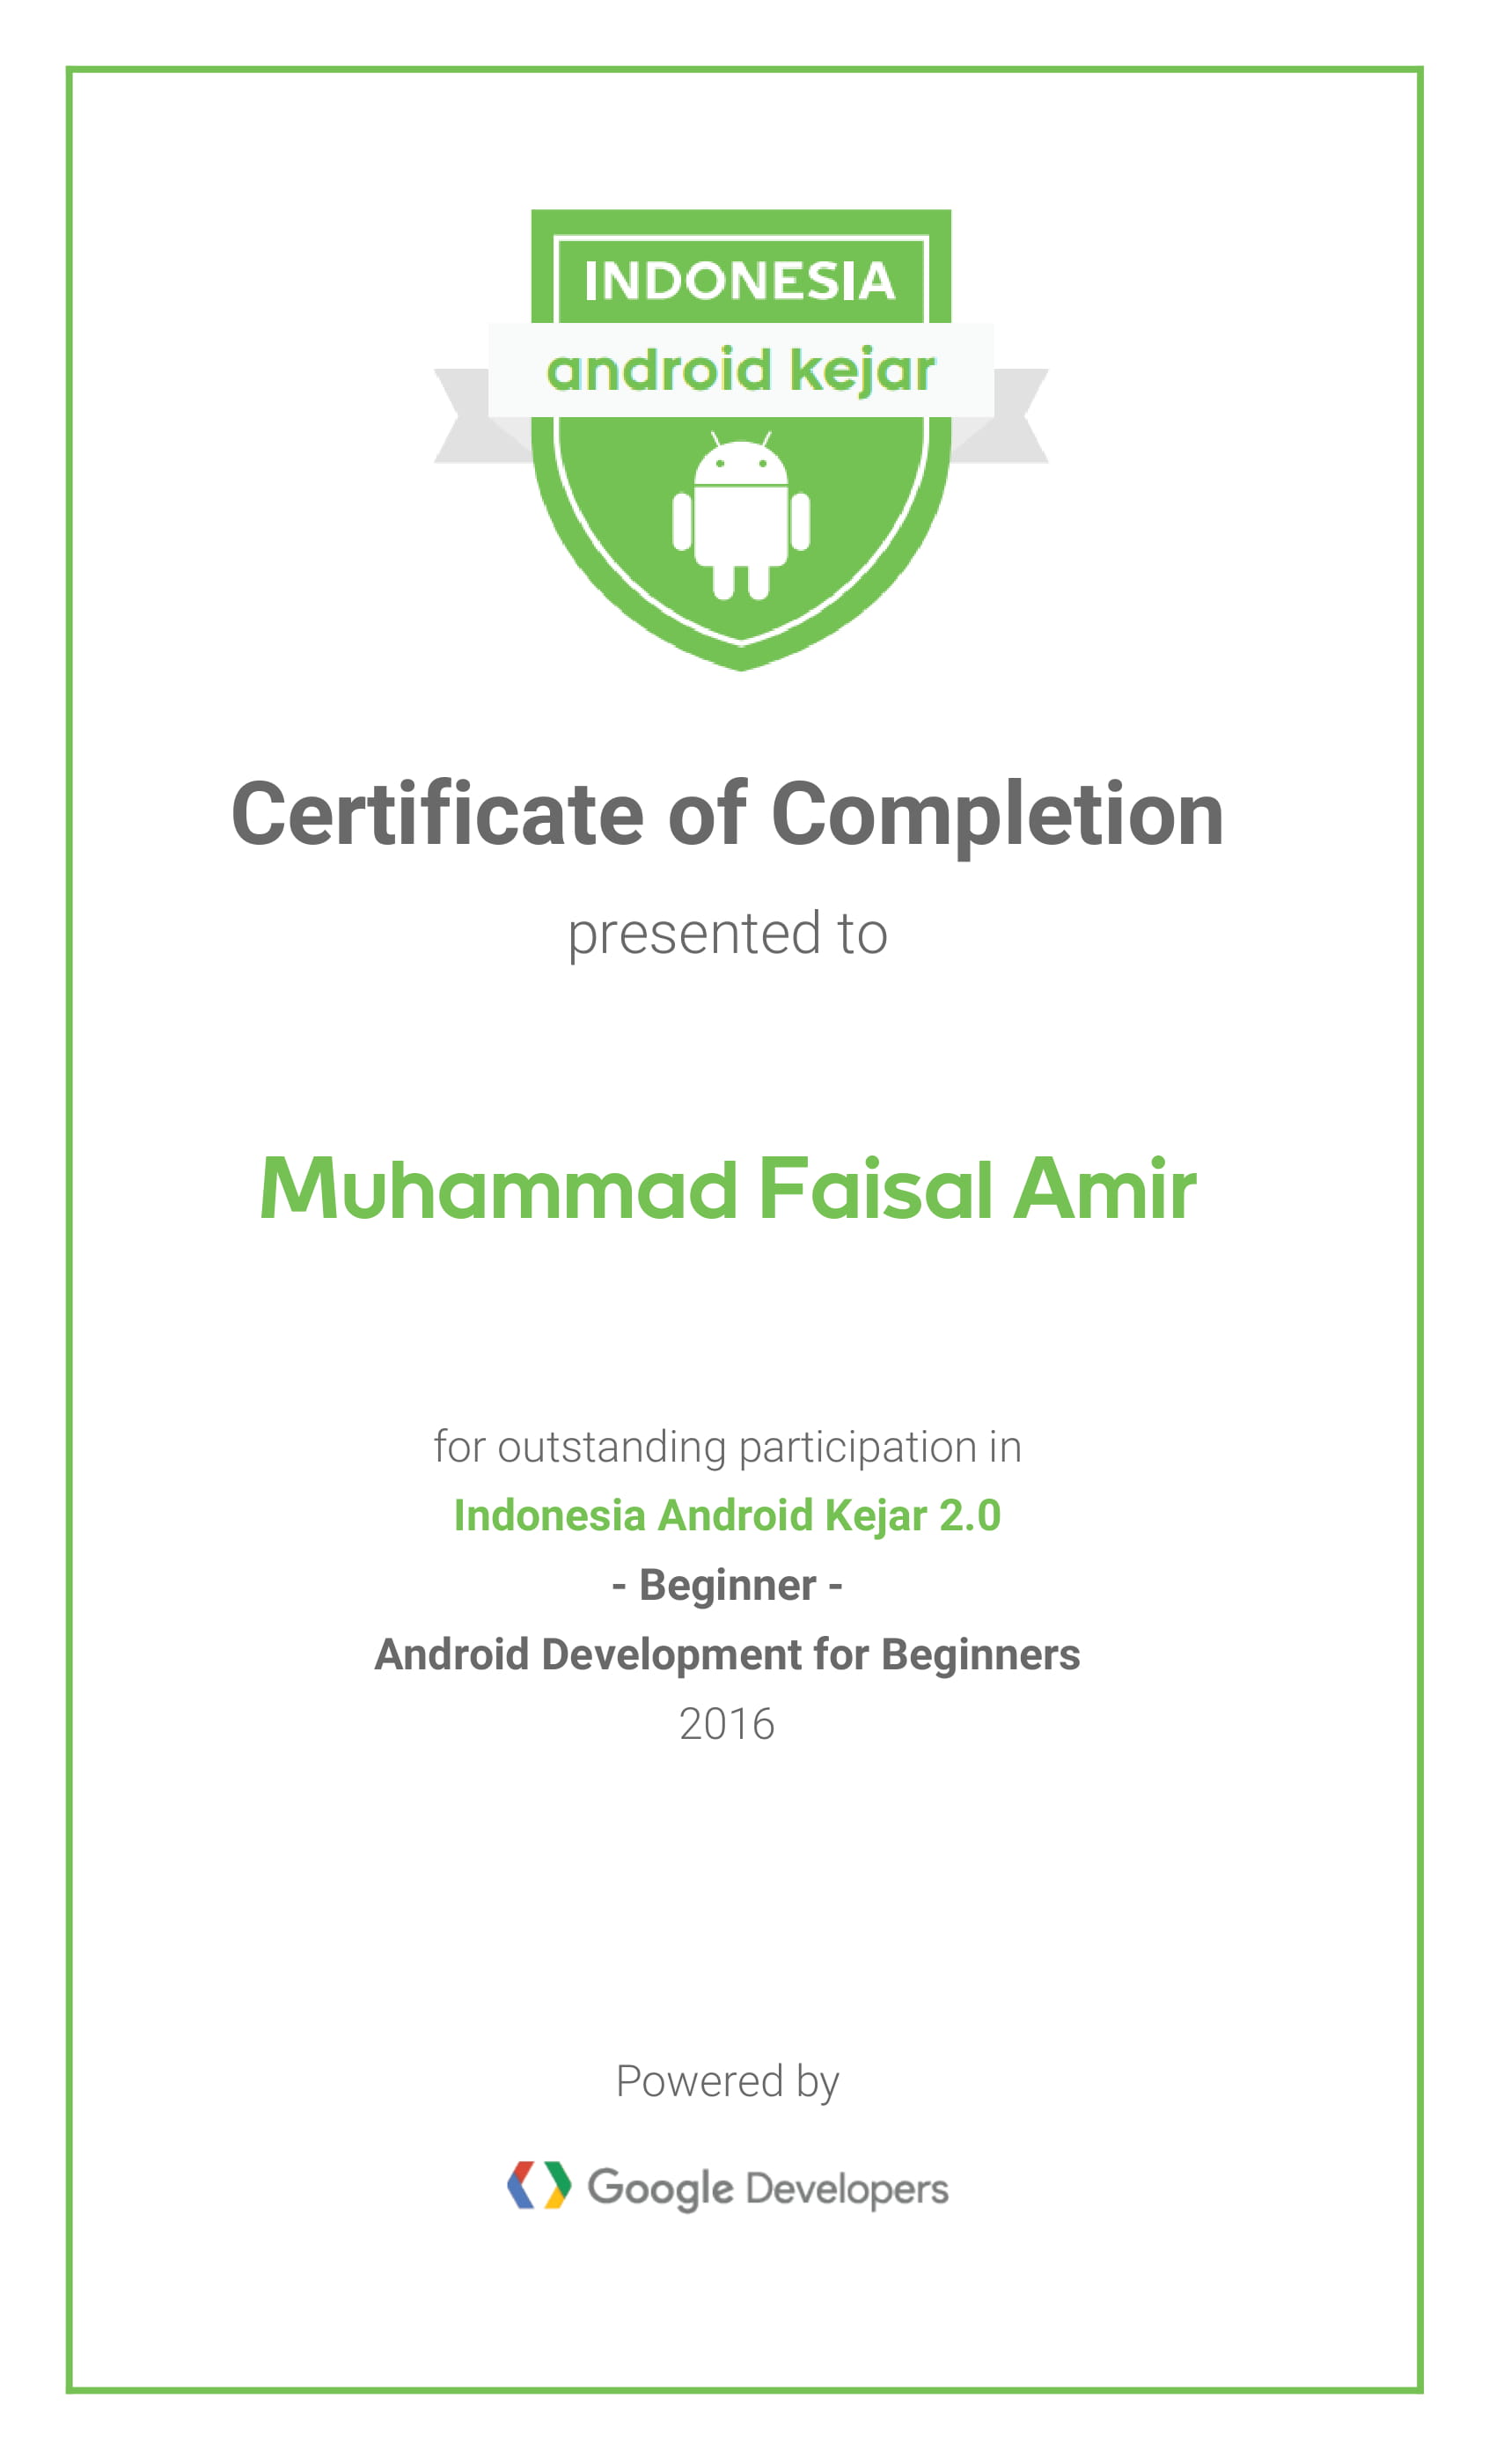 INDONESIA
android kejar
Certificate of Completion
presented to
Muhammad Faisal Amir
for outstanding participation in
Indonesia Android Kejar 2.0
- Beginner -
Android Development for Beginners
2016
Powered by
Google Developers